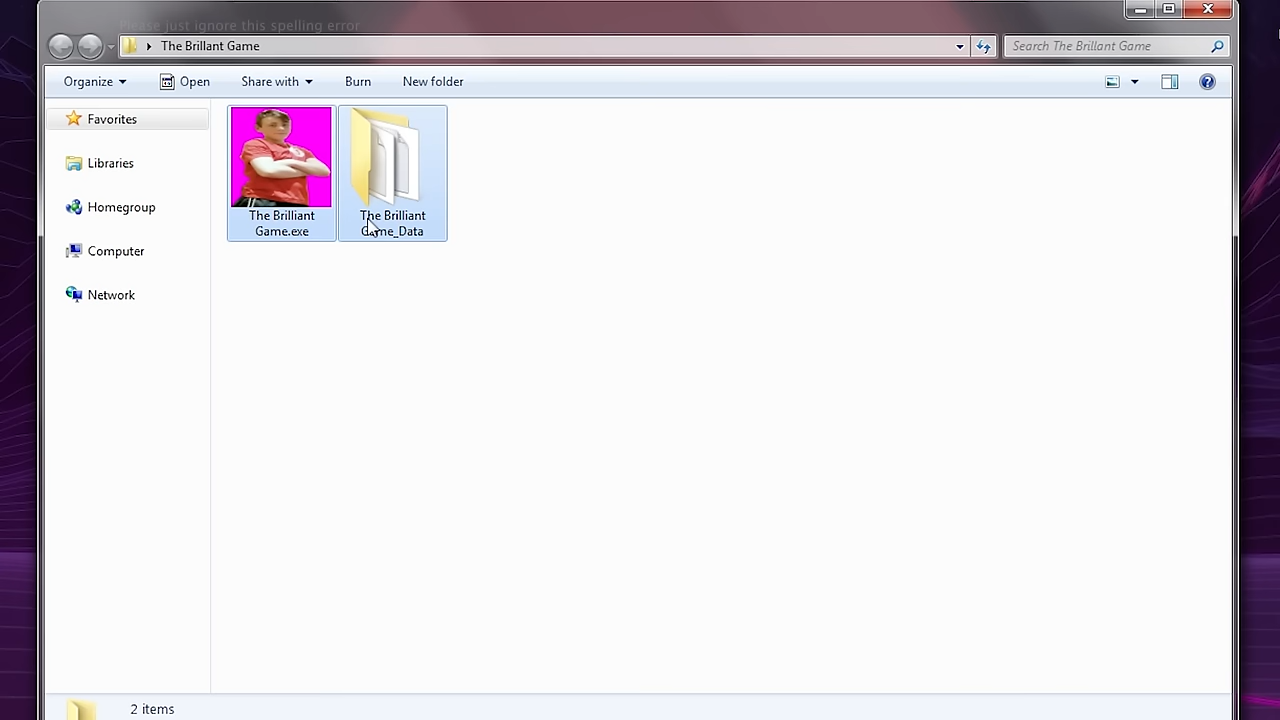 Please just ignore this spelling error
The Brillant Game
Search The Brillant Game
Organize
Open
Share with
Burn
New folder
Favorites
Libraries
Homegroup
Computer
Network
The Brilliant
Game.exe
The Brilliant
Game_Data
2 items